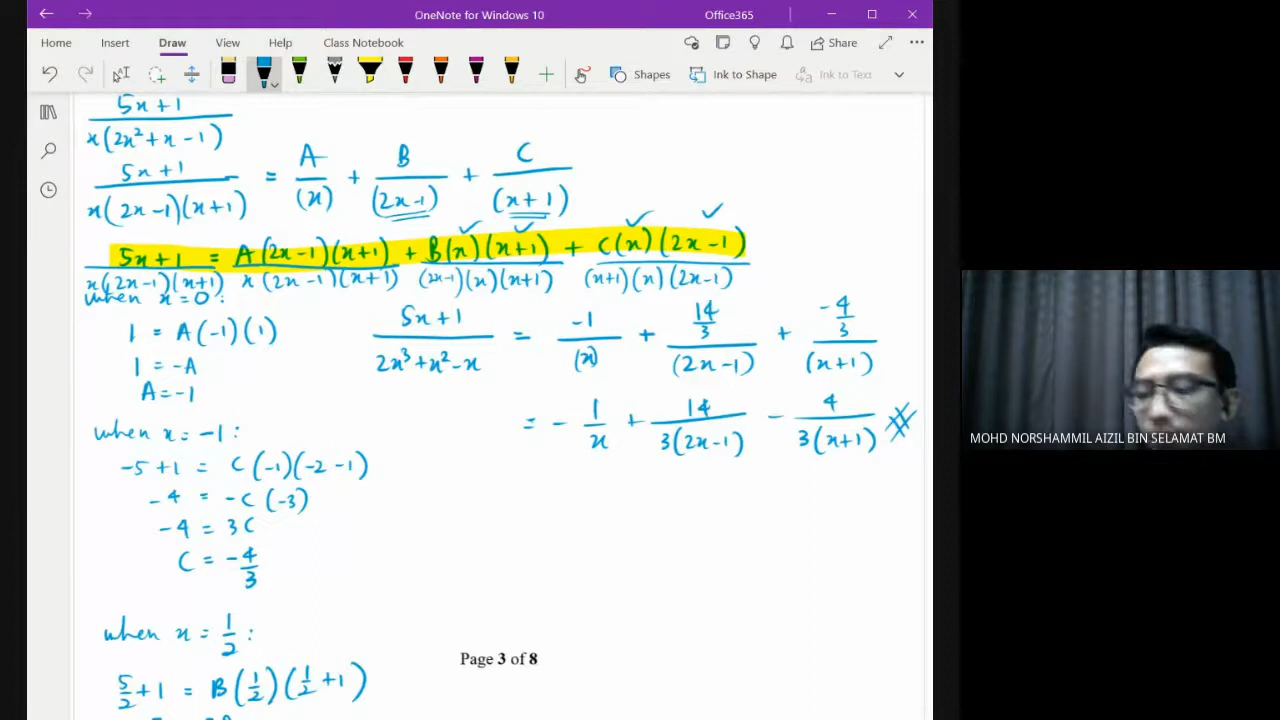 OneNote for Windows 10
Office365
Home Insert Draw View Help Class Notebook
Share
Shapes Ink to Shape Ink to Text
5x+1
x(2x²+x-1)
5x+1 / x(2x-1)(x+1) = A/(x) + B/(2x-1) + C/(x+1)
5x+1 = A(2x-1)(x+1) + B(x)(x+1) + C(x)(2x-1)
x(2x-1)(x+1) x(2x-1)(x+1) (2x-1)(x)(x+1) (x+1)(x)(2x-1)
when x=0:
1 = A(-1)(1)
1 = -A
A = -1
5x+1 / 2x³+x²-x = -1/(x) + 14/3/(2x-1) + -4/3/(x+1)
= - 1/x + 14/3(2x-1) - 4/3(x+1)
when x = -1:
-5+1 = C(-1)(-2-1)
-4 = -C(-3)
-4 = 3C
C = -4/3
when x = 1/2:
5/2+1 = B(1/2)(1/2+1)
Page 3 of 8
MOHD NORSHAMMIL AIZIL BIN SELAMAT BM